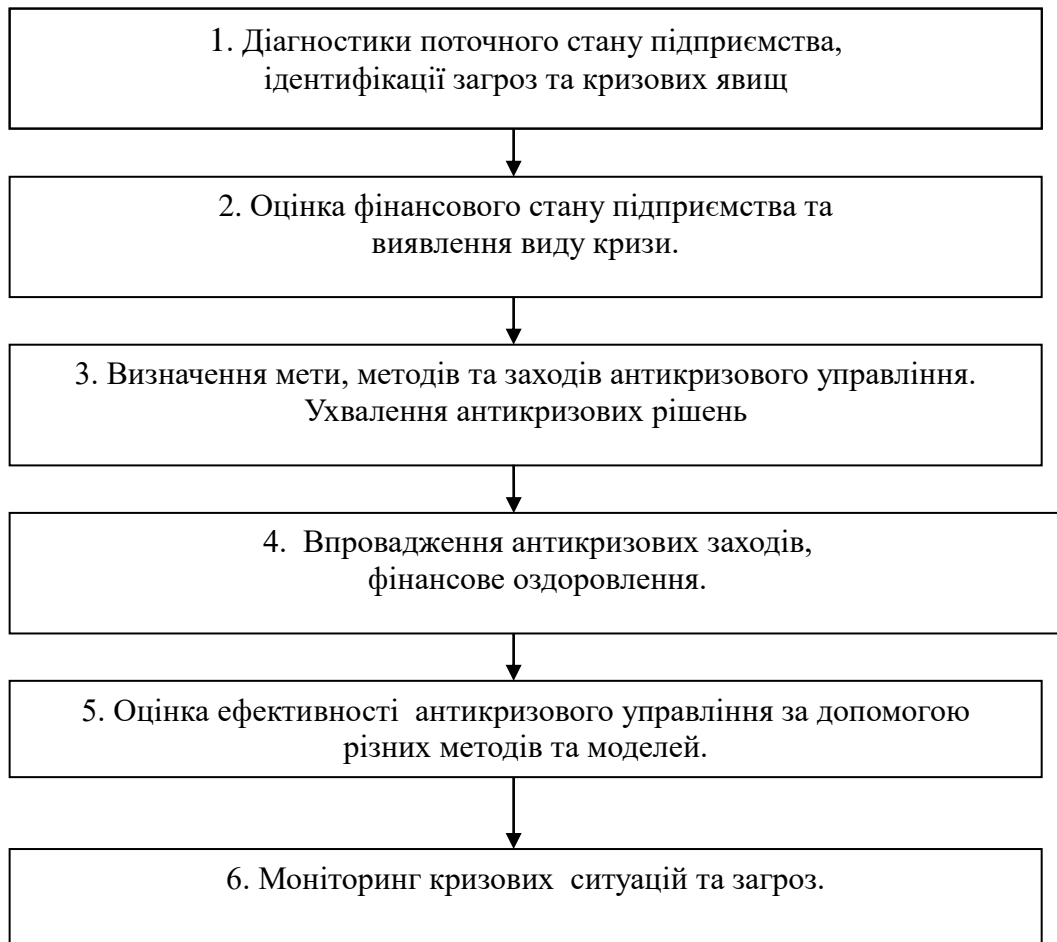 1. Діагностики поточного стану підприємства,
ідентифікації загроз та кризових явищ
2. Оцінка фінансового стану підприємства та
виявлення виду кризи.
3. Визначення мети, методів та заходів антикризового управління.
Ухвалення антикризових рішень
4. Впровадження антикризових заходів,
фінансове оздоровлення.
5. Оцінка ефективності антикризового управління за допомогою
різних методів та моделей.
6. Моніторинг кризових ситуацій та загроз.